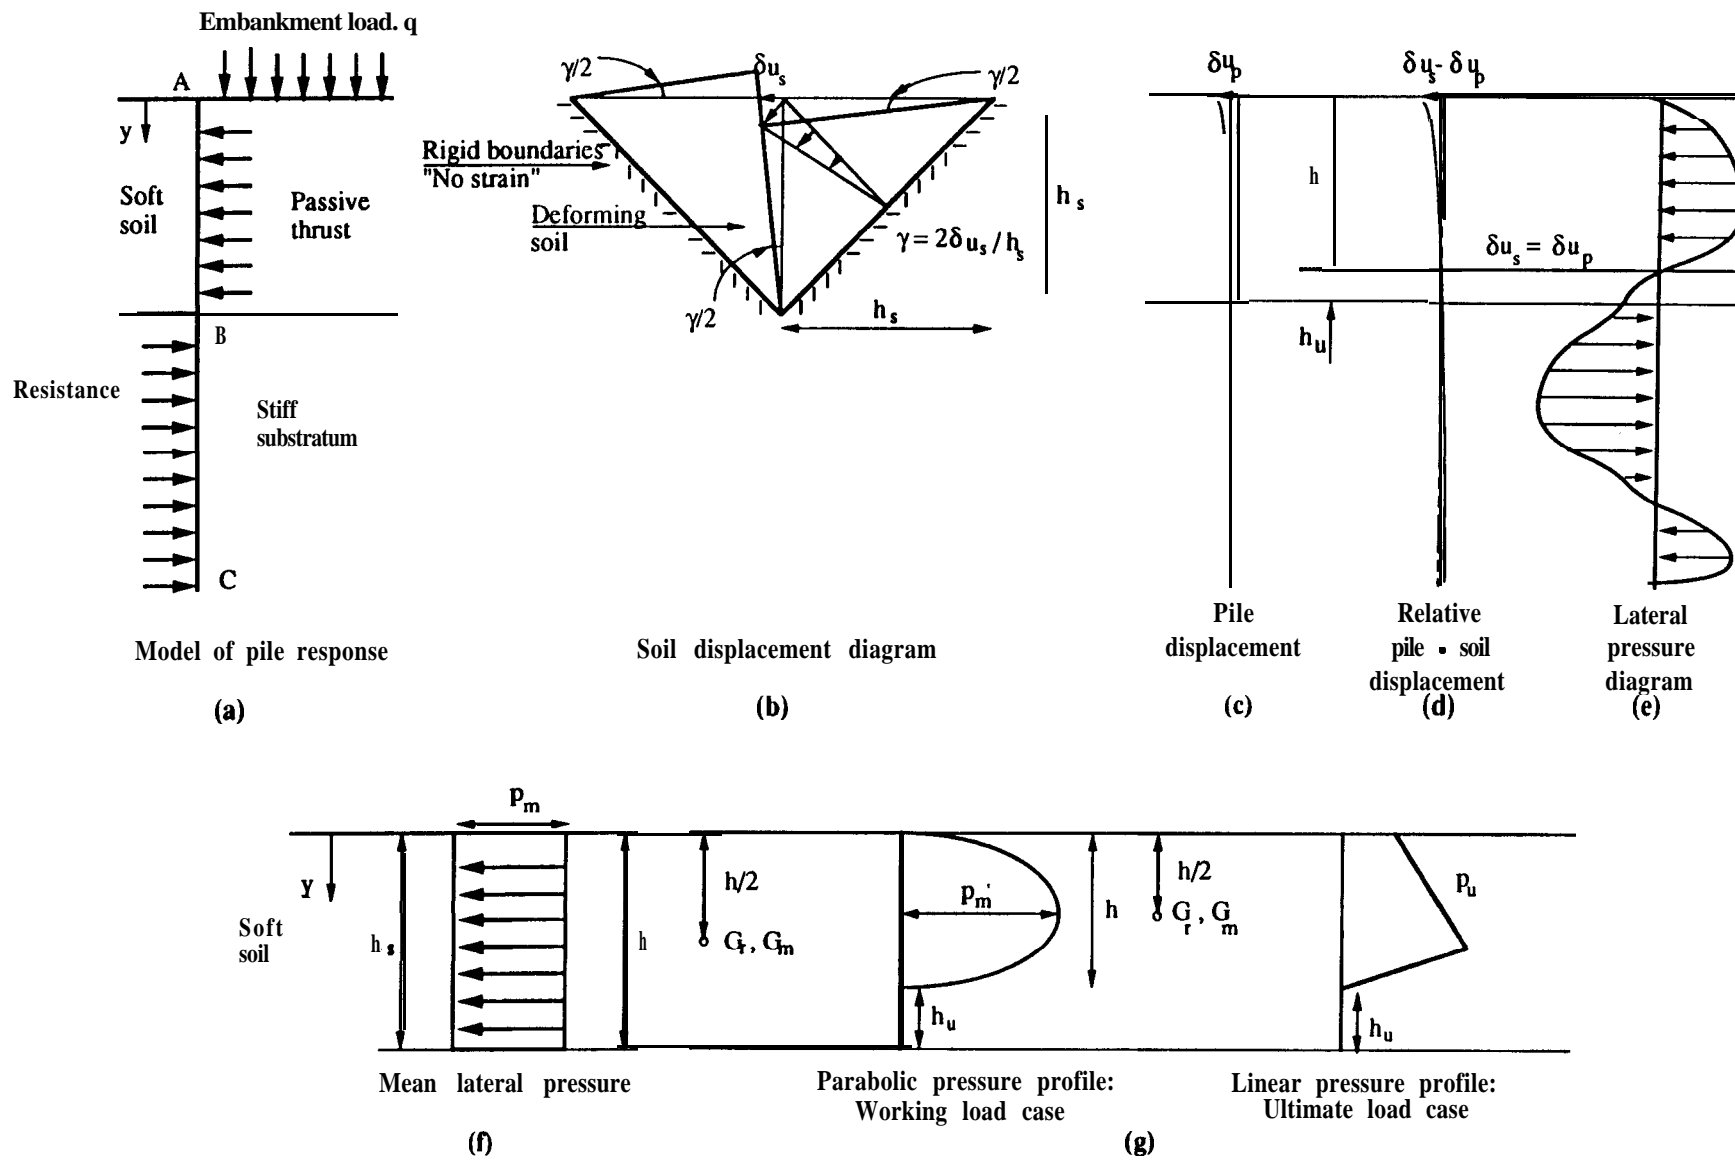 Embankment load. q
A
y
Soft
soil
Passive
thrust
B
Resistance
Stiff
substratum
C
Model of pile response
(a)
γ/2
δu_s
γ/2
Rigid boundaries
"No strain"
Deforming
soil
γ = 2δu_s / h_s
h_s
γ/2
h_s
Soil displacement diagram
(b)
δu_p
δu_s - δu_p
h
δu_s = δu_p
h_u
Pile
displacement
(c)
Relative
pile • soil
displacement
(d)
Lateral
pressure
diagram
(e)
p_m
y
Soft
soil
h_s
h
h/2
G_r, G_m
p_m'
h
h_u
h/2
G_r, G_m
p_u
h_u
Mean lateral pressure
(f)
Parabolic pressure profile:
Working load case
Linear pressure profile:
Ultimate load case
(g)